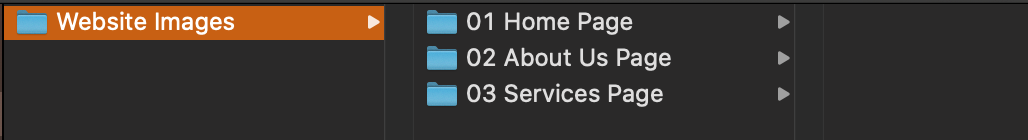 Website Images
01 Home Page
02 About Us Page
03 Services Page